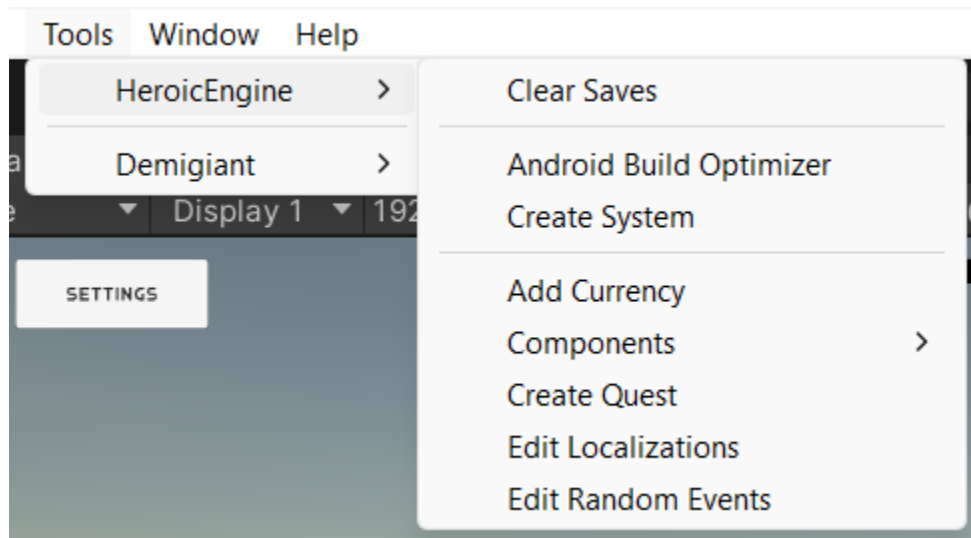 Tools Window Help
HeroicEngine
Demigiant
Clear Saves
Android Build Optimizer
Create System
Add Currency
Components
Create Quest
Edit Localizations
Edit Random Events
Display 1
SETTINGS